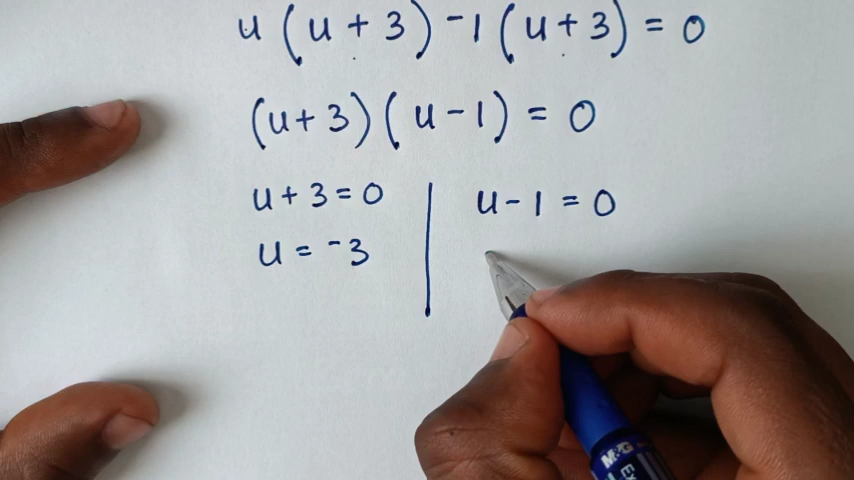 u(u+3)-1(u+3)=0
(u+3)(u-1)=0
u+3=0 | u-1=0
u=-3
M&G